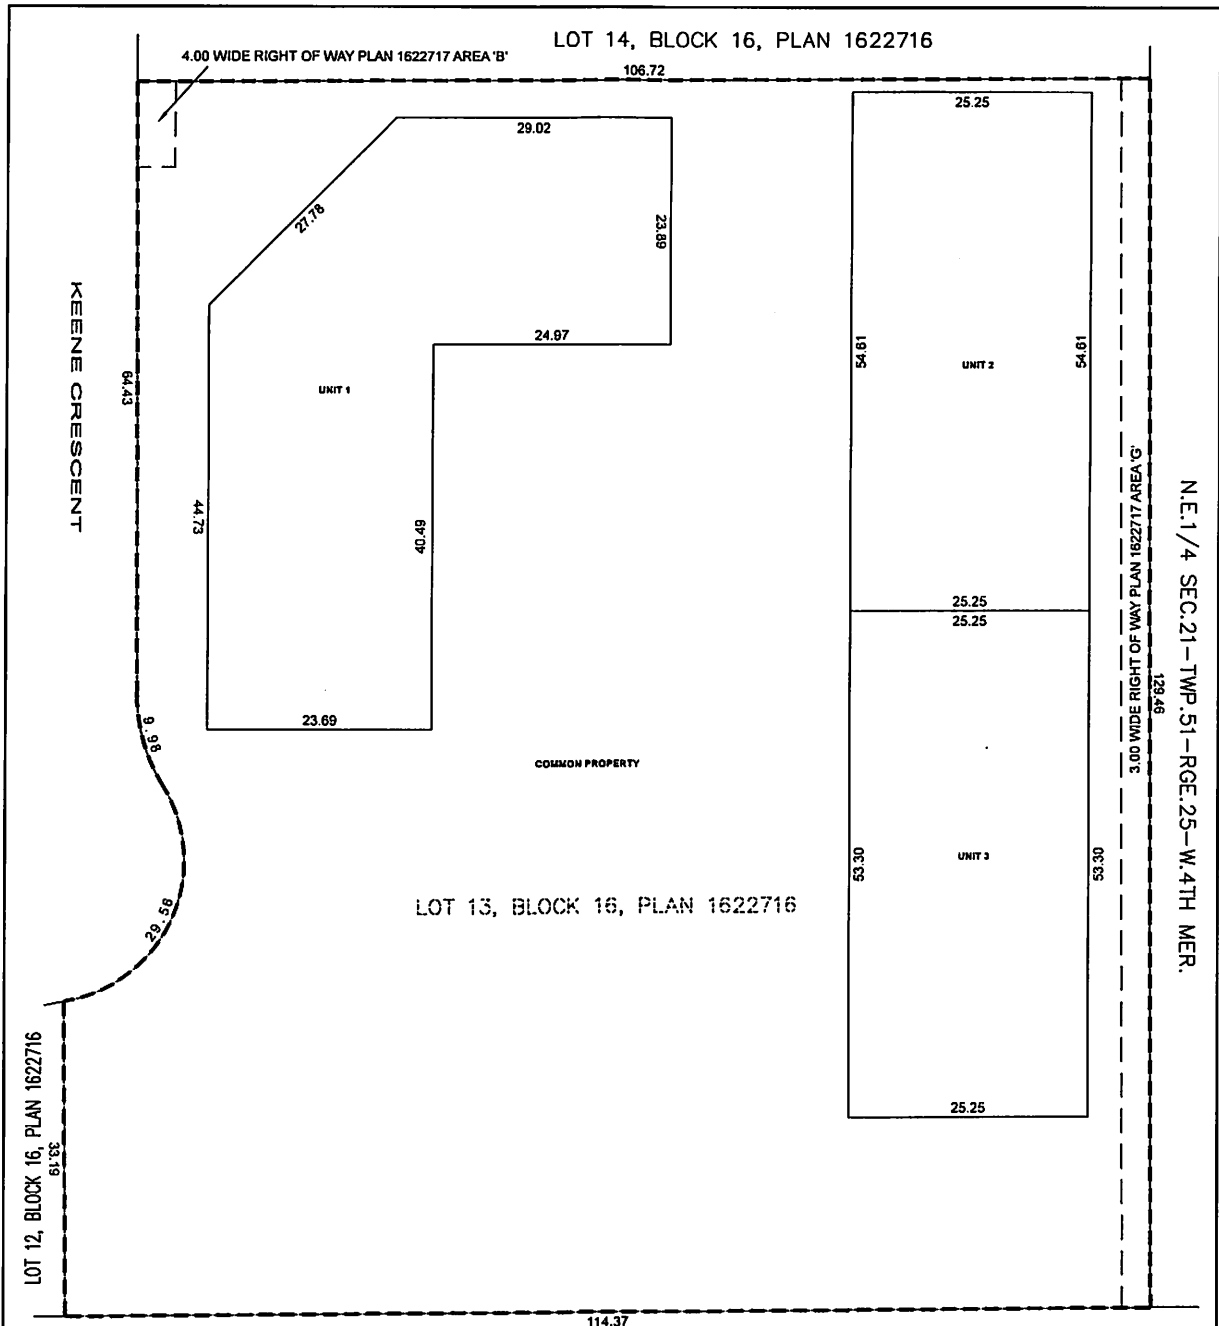 LOT 14, BLOCK 16, PLAN 1622716
4.00 WIDE RIGHT OF WAY PLAN 1622717 AREA 'B'
106.72
25.25
29.02
27.78
23.89
KEENE CRESCENT
64.43
24.97
54.61
UNIT 2
54.61
UNIT 1
3.00 WIDE RIGHT OF WAY PLAN 1622717 AREA 'G'
N.E.1/4 SEC.21-TWP.51-RGE.25-W.4TH MER.
44.73
40.49
25.25
25.25
129.46
23.69
9.98
COMMON PROPERTY
53.30
UNIT 3
53.30
LOT 13, BLOCK 16, PLAN 1622716
29.58
LOT 12, BLOCK 16, PLAN 1622716
33.19
25.25
114.37